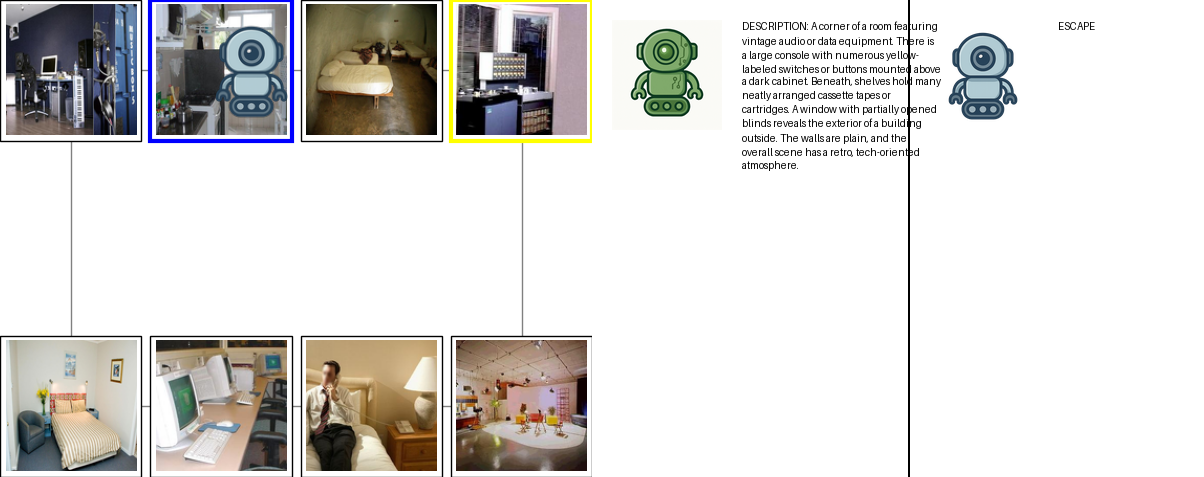 DESCRIPTION: A corner of a room featuring
vintage audio or data equipment. There is
a large console with numerous yellow-
labeled switches or buttons mounted above
a dark cabinet. Beneath, shelves hold many
neatly arranged cassette tapes or
cartridges. A window with partially opened
blinds reveals the exterior of a building
outside. The walls are plain, and the
overall scene has a retro, tech-oriented
atmosphere.
ESCAPE
MUSIC BOX 5